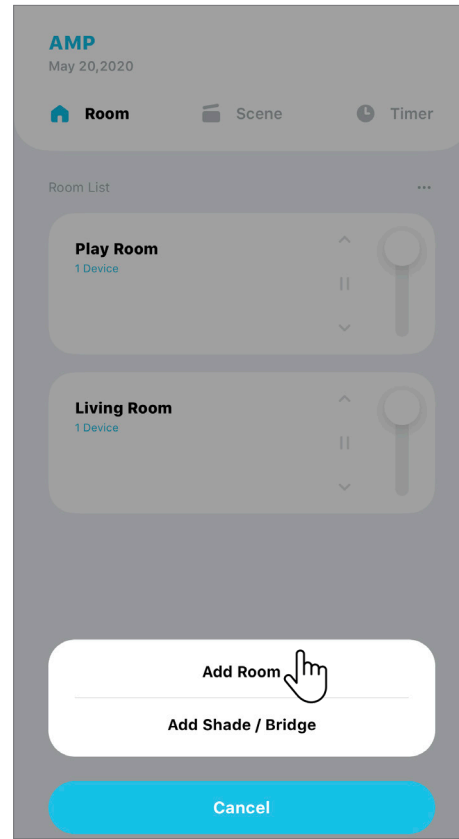 AMP
May 20,2020
Room Scene Timer
Room List
Play Room
1 Device
Living Room
1 Device
Add Room
Add Shade / Bridge
Cancel